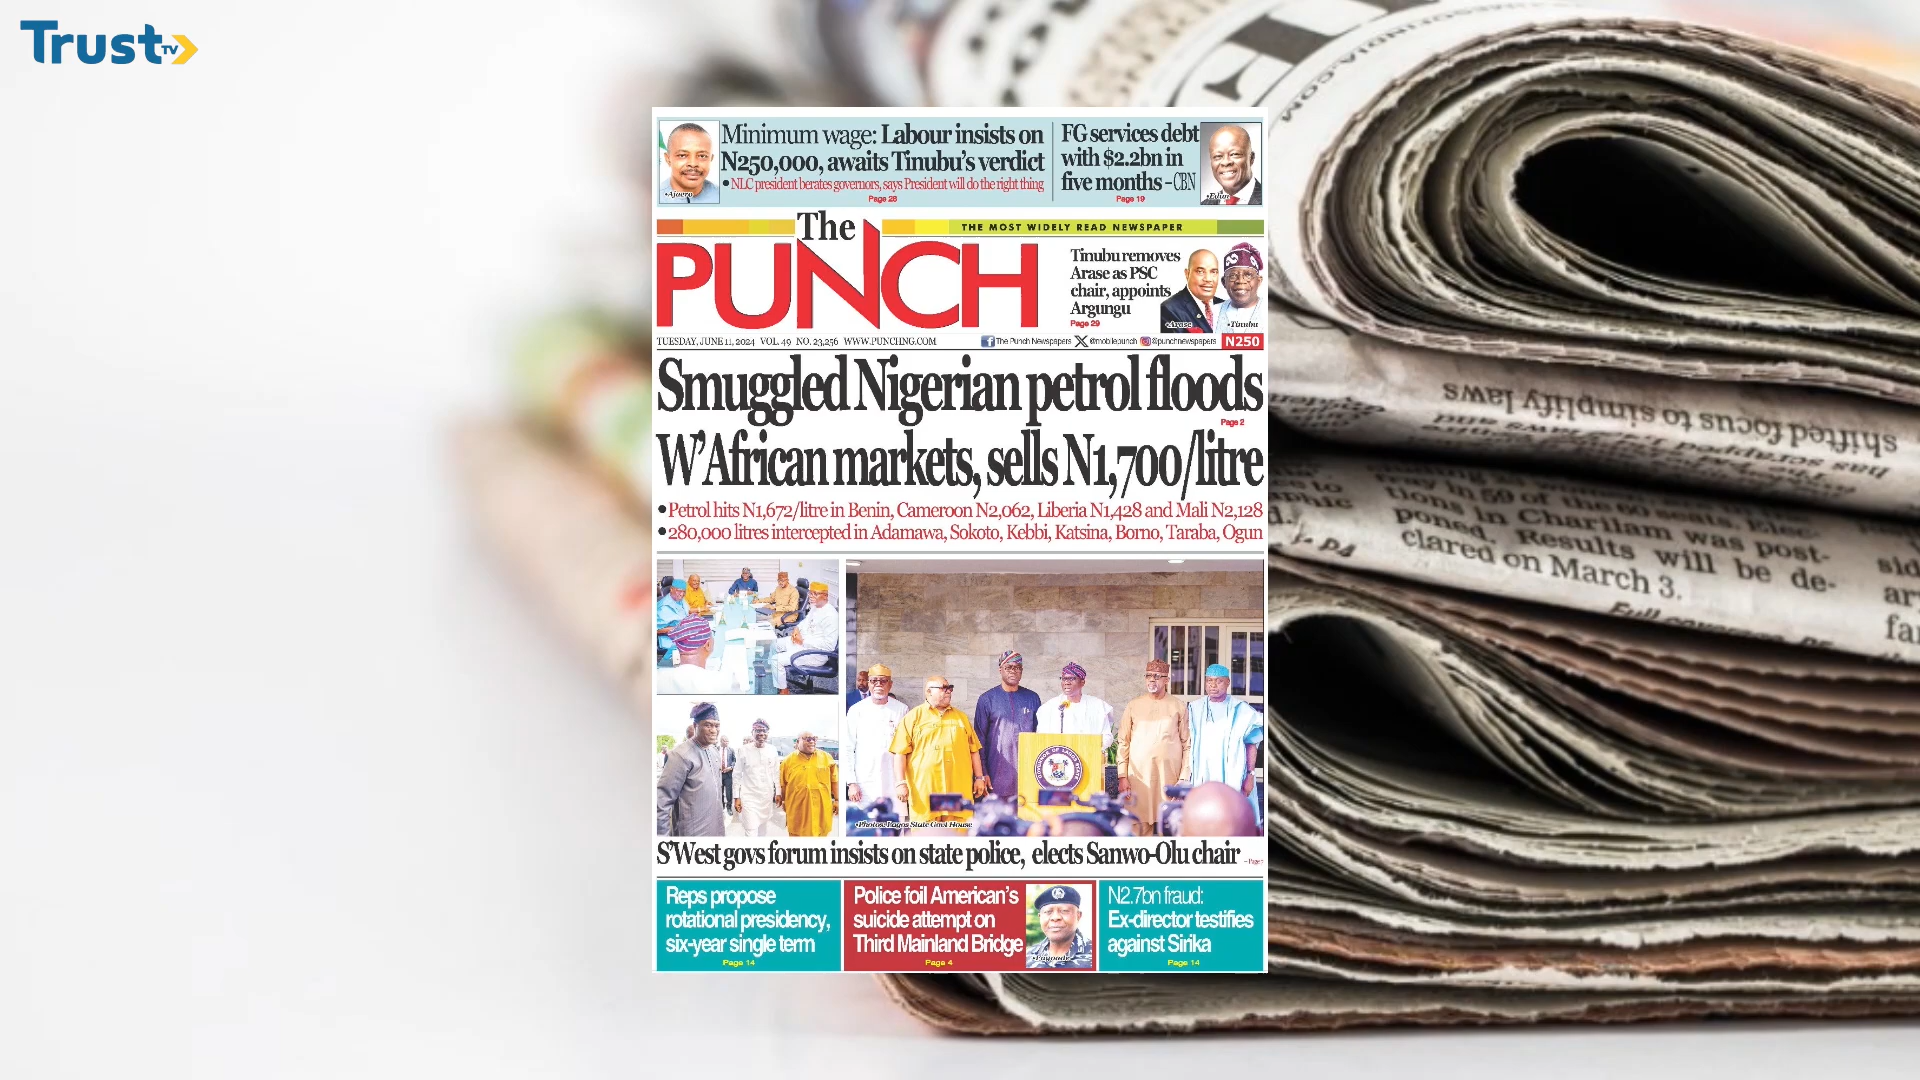 Trust TV
Minimum wage: Labour insists on
N250,000, awaits Tinubu's verdict
•NLC president berates governors, says President will do the right thing
Page 28
•Ajaero
FG services debt
with $2.2bn in
five months –CBN
Page 19
•Edun
The
PUNCH
THE MOST WIDELY READ NEWSPAPER
Tinubu removes
Arase as PSC
chair, appoints
Argungu
Page 29
•Arase
•Tinubu
TUESDAY, JUNE 11, 2024 VOL. 49 NO. 23,256 WWW.PUNCHNG.COM
The Punch Newspapers @mobilepunch @punchnewspapers N250
Smuggled Nigerian petrol floods
Page 2
W'African markets, sells N1,700/litre
•Petrol hits N1,672/litre in Benin, Cameroon N2,062, Liberia N1,428 and Mali N2,128
•280,000 litres intercepted in Adamawa, Sokoto, Kebbi, Katsina, Borno, Taraba, Ogun
•Photos: Lagos State Govt House
S'West govs forum insists on state police, elects Sanwo-Olu chair
Reps propose
rotational presidency,
six-year single term
Page 14
Police foil American's
suicide attempt on
Third Mainland Bridge
Page 4
•Fayoade
N2.7bn fraud:
Ex-director testifies
against Sirika
Page 14
shifted focus to simplify laws
tions in Charilam was post-
poned. Results will be de-
clared on March 3.